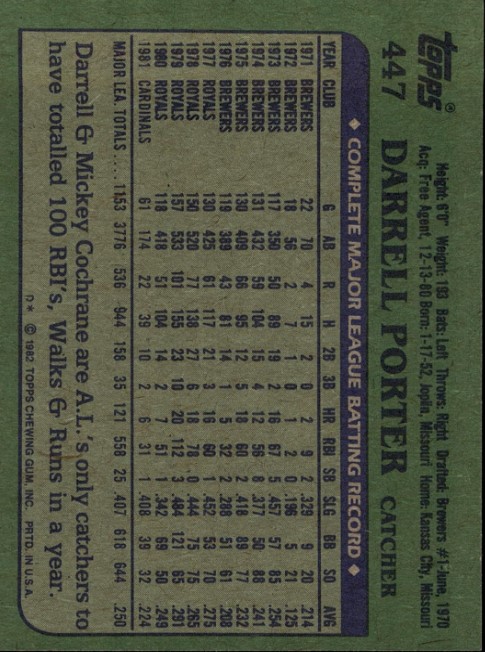 TOPPS®
447 DARRELL PORTER CATCHER
Height: 6'0" Weight: 193 Bats: Left Throws: Right Drafted: Brewers #1-June, 1970
Acq: Free Agent, 12-13-80 Born: 1-17-52, Joplin, Missouri Home: Kansas City, Missouri
◆ COMPLETE MAJOR LEAGUE BATTING RECORD ◆
YEAR CLUB G AB R H 2B 3B HR RBI SB SLG BB SO AVG
1971 BREWERS 22 70 4 15 2 0 2 9 2 .329 9 20 .214
1972 BREWERS 18 56 2 7 1 0 1 2 0 .196 5 21 .125
1973 BREWERS 117 350 50 89 19 2 16 67 5 .457 57 85 .254
1974 BREWERS 131 432 59 104 15 4 12 56 8 .377 50 88 .241
1975 BREWERS 130 409 66 95 12 5 18 60 2 .418 89 77 .232
1976 BREWERS 119 389 43 81 14 1 5 32 2 .288 51 61 .208
1977 ROYALS 130 425 61 117 21 3 16 60 1 .452 53 70 .275
1978 ROYALS 150 520 77 138 27 6 18 78 0 .444 75 75 .265
1979 ROYALS 157 533 101 155 23 10 20 112 3 .484 121 65 .291
1980 ROYALS 118 418 51 104 14 2 7 51 1 .342 69 50 .249
1981 CARDINALS 61 174 22 39 10 2 6 31 1 .408 39 32 .224
MAJOR LEA. TOTALS .... 1153 3776 536 944 158 35 121 558 25 .407 618 644 .250
Darrell & Mickey Cochrane are A.L.'s only catchers to
have totalled 100 RBI's, Walks & Runs in a year.
D* © 1982 TOPPS CHEWING GUM, INC. PRTD. IN U.S.A.